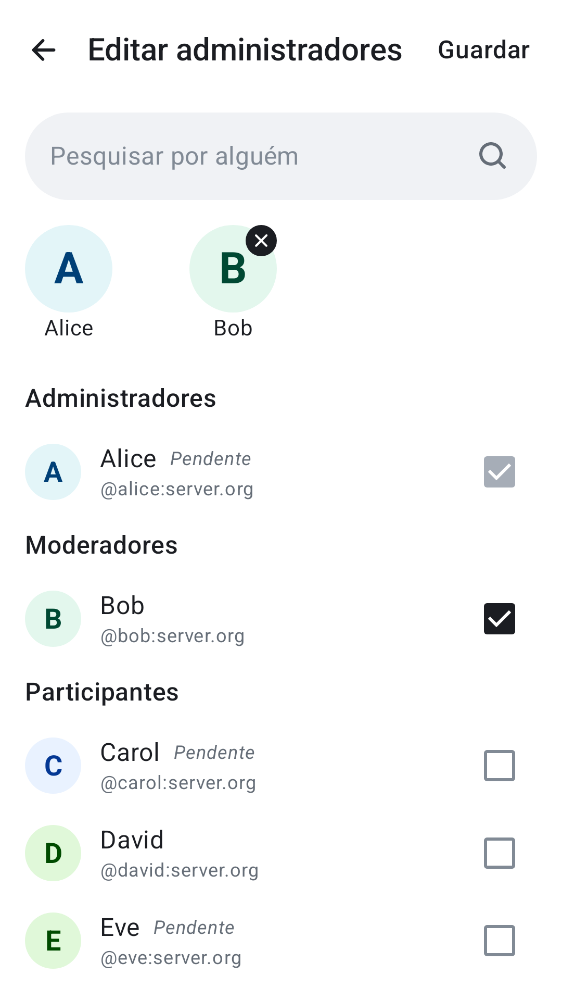 Editar administradores Guardar
Pesquisar por alguém
A B
Alice Bob
Administradores
A Alice Pendente
@alice:server.org
Moderadores
B Bob
@bob:server.org
Participantes
C Carol Pendente
@carol:server.org
D David
@david:server.org
E Eve Pendente
@eve:server.org